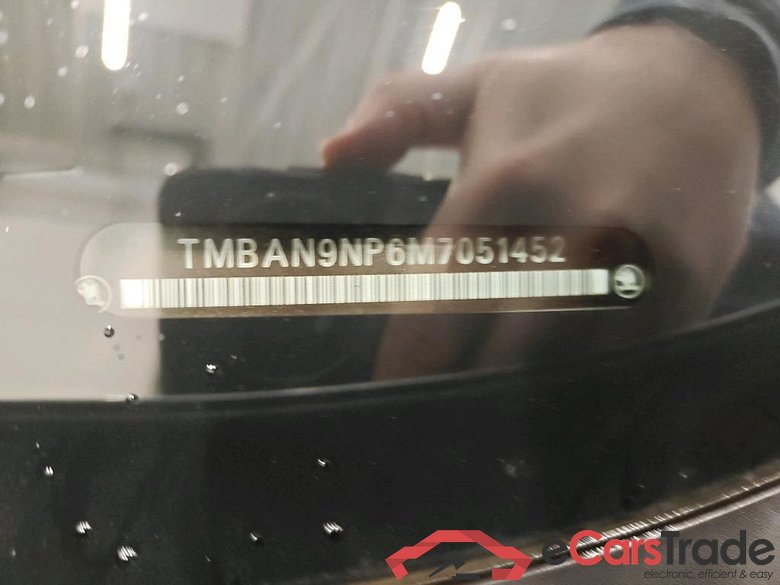 TMBAN9NP6M7051452
eCarsTrade
electronic, efficient & easy